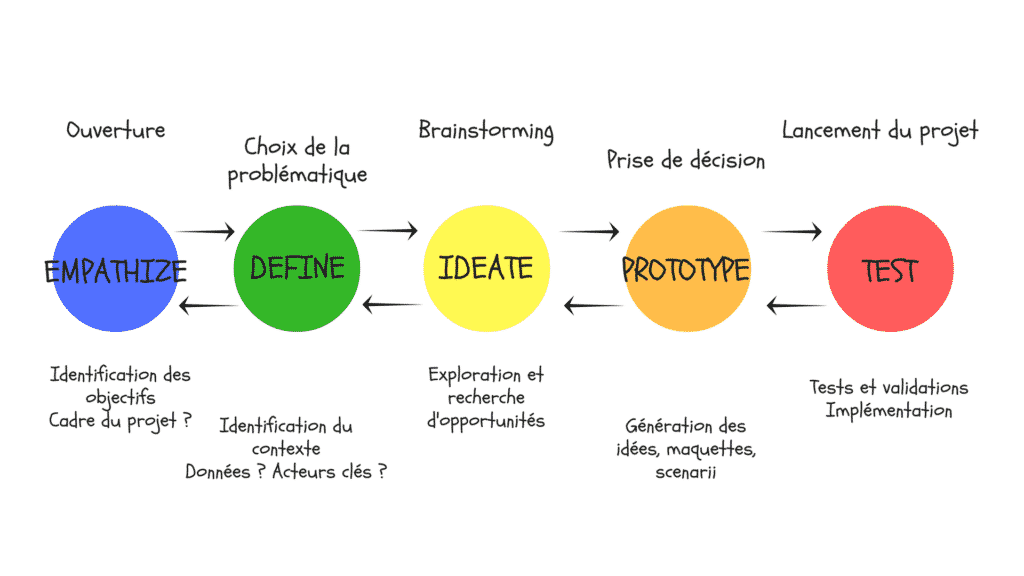 Ouverture
Choix de la
problématique
Brainstorming
Prise de décision
Lancement du projet
EMPATHIZE
DEFINE
IDEATE
PROTOTYPE
TEST
Identification des
objectifs
Cadre du projet ?
Identification du
contexte
Données ? Acteurs clés ?
Exploration et
recherche
d'opportunités
Génération des
idées, maquettes,
scenarii
Tests et validations
Implémentation